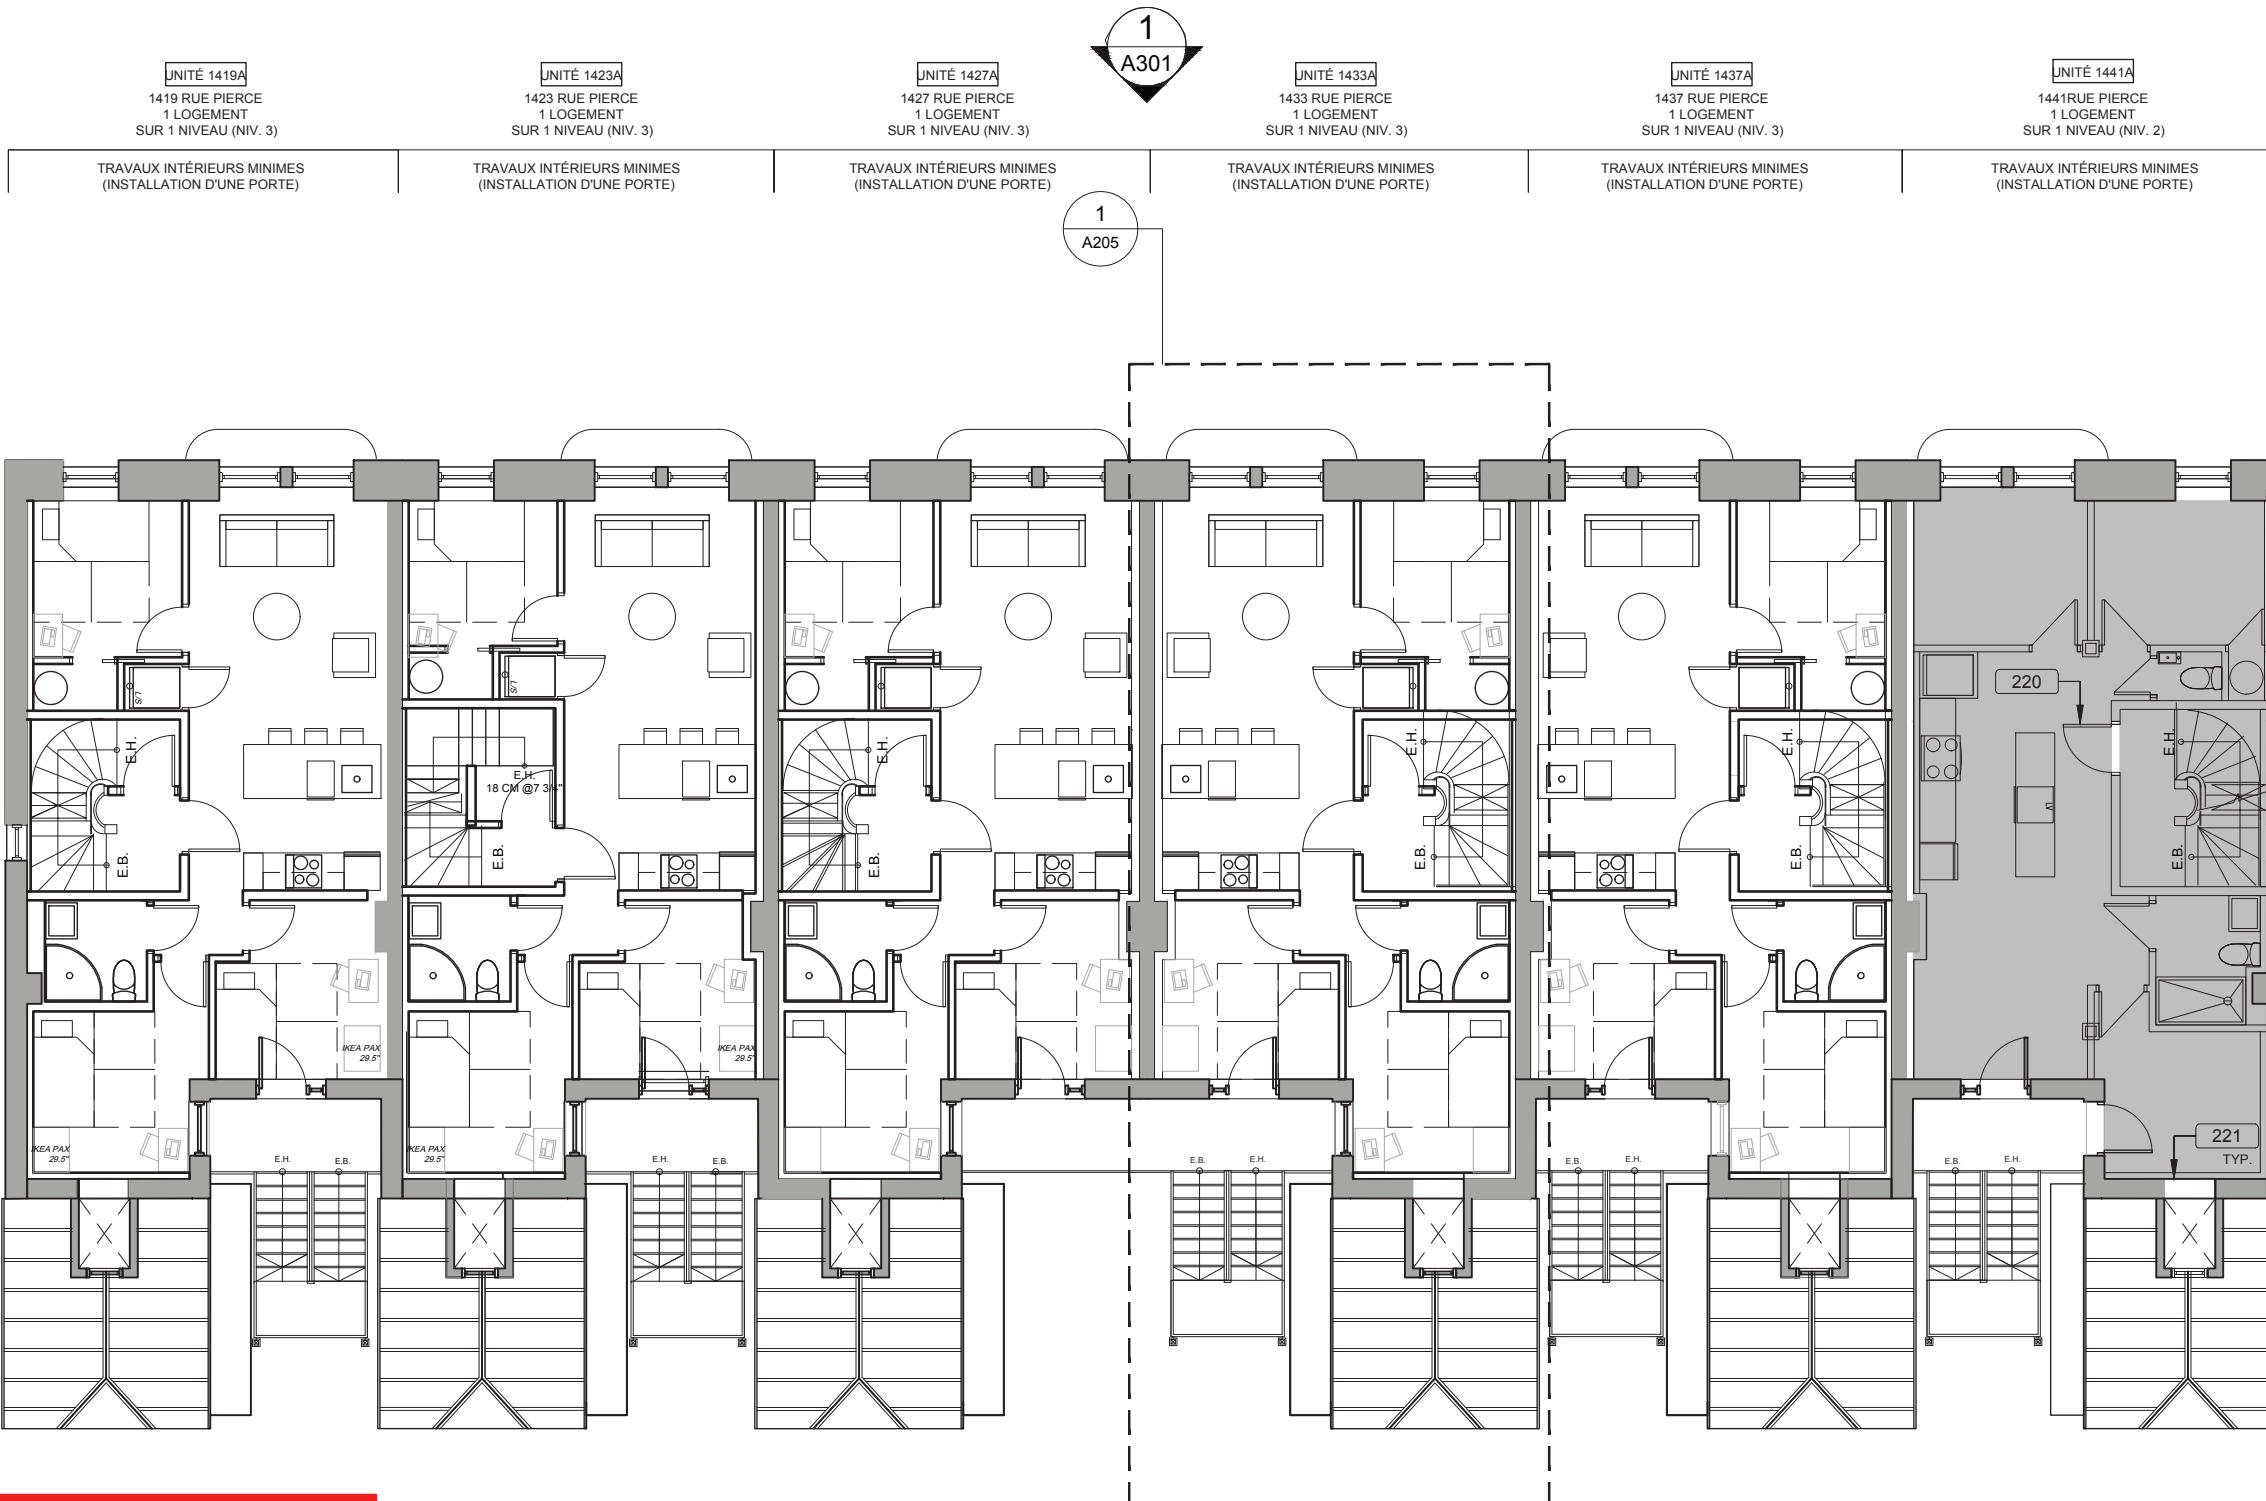 1
A301
UNITÉ 1419A
1419 RUE PIERCE
1 LOGEMENT
SUR 1 NIVEAU (NIV. 3)
TRAVAUX INTÉRIEURS MINIMES
(INSTALLATION D'UNE PORTE)
UNITÉ 1423A
1423 RUE PIERCE
1 LOGEMENT
SUR 1 NIVEAU (NIV. 3)
TRAVAUX INTÉRIEURS MINIMES
(INSTALLATION D'UNE PORTE)
UNITÉ 1427A
1427 RUE PIERCE
1 LOGEMENT
SUR 1 NIVEAU (NIV. 3)
TRAVAUX INTÉRIEURS MINIMES
(INSTALLATION D'UNE PORTE)
UNITÉ 1433A
1433 RUE PIERCE
1 LOGEMENT
SUR 1 NIVEAU (NIV. 3)
TRAVAUX INTÉRIEURS MINIMES
(INSTALLATION D'UNE PORTE)
UNITÉ 1437A
1437 RUE PIERCE
1 LOGEMENT
SUR 1 NIVEAU (NIV. 3)
TRAVAUX INTÉRIEURS MINIMES
(INSTALLATION D'UNE PORTE)
UNITÉ 1441A
1441RUE PIERCE
1 LOGEMENT
SUR 1 NIVEAU (NIV. 2)
TRAVAUX INTÉRIEURS MINIMES
(INSTALLATION D'UNE PORTE)
1
A205
L/S
L/S
220
E.H.
E.H.
18 CM @7 3/4"
E.H.
E.H.
E.H.
E.H.
LV
E.B.
E.B.
E.B.
E.B.
E.B.
E.B.
IKEA PAX
29.5"
IKEA PAX
29.5"
IKEA PAX
29.5"
IKEA PAX
29.5"
221
TYP.
E.H.
E.B.
E.H.
E.B.
E.B.
E.H.
E.B.
E.H.
E.B.
E.H.